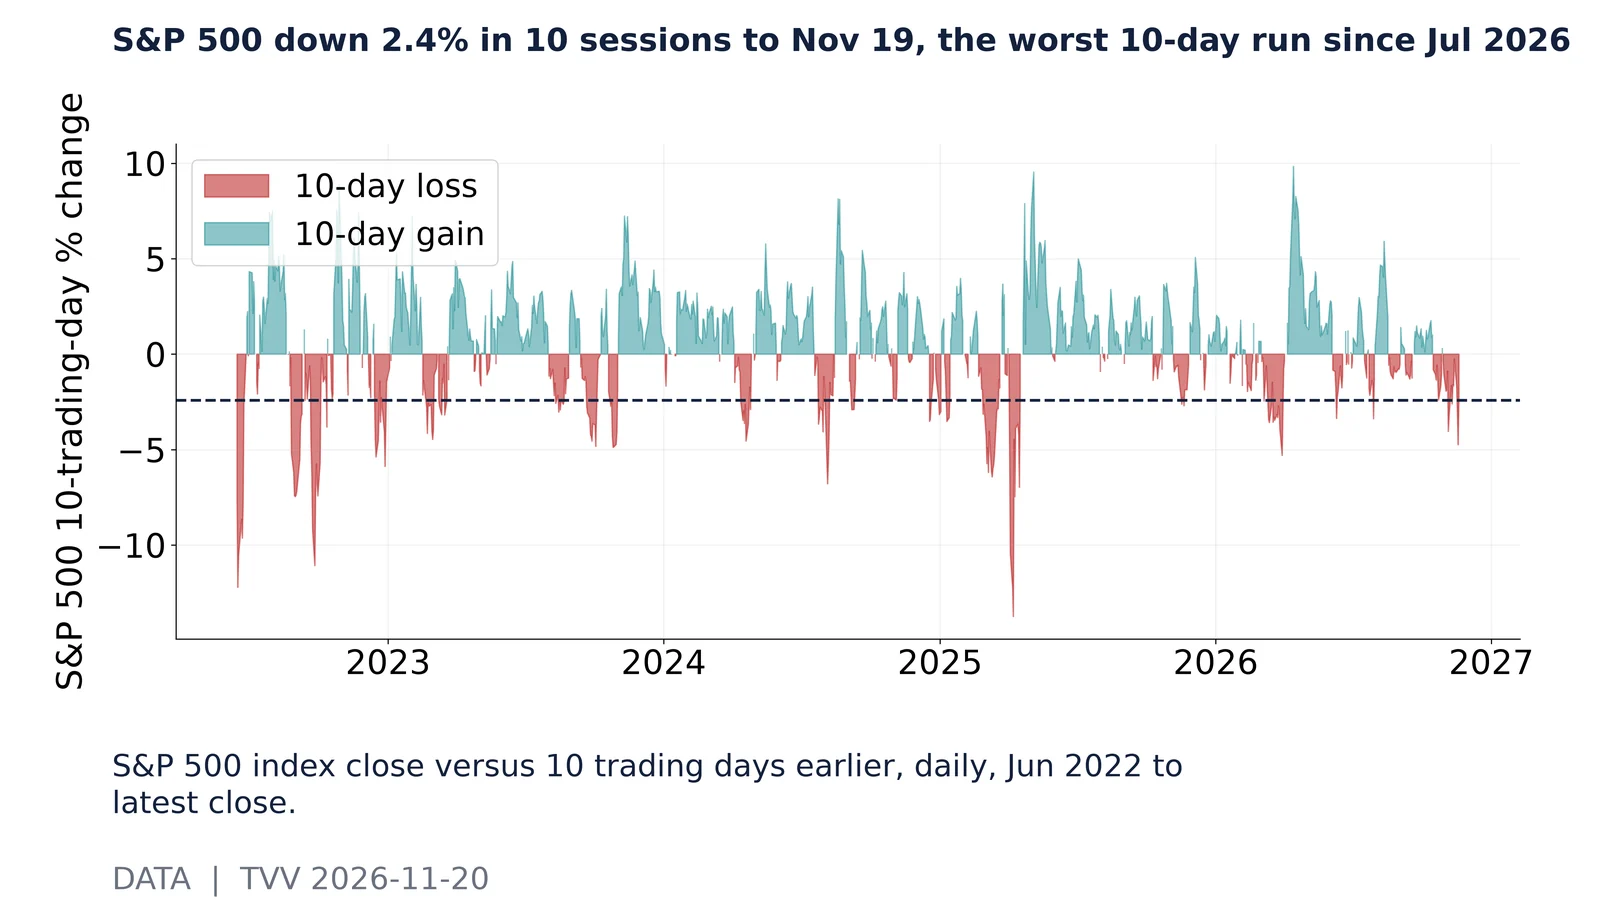 S&P 500 down 2.4% in 10 sessions to Nov 19, the worst 10-day run since Jul 2026
S&P 500 10-trading-day % change
10
5
0
−5
−10
10-day loss
10-day gain
2023
2024
2025
2026
2027
S&P 500 index close versus 10 trading days earlier, daily, Jun 2022 to
latest close.
DATA | TVV 2026-11-20